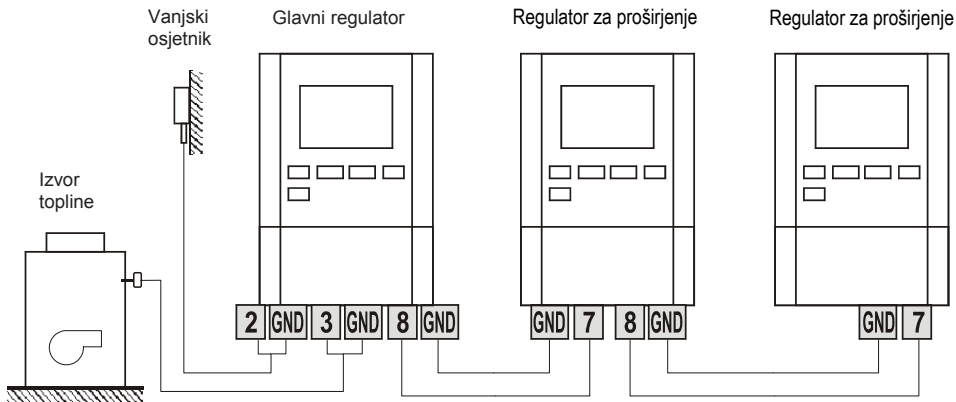 Vanjski
osjetnik
Glavni regulator
Regulator za proširjenje
Regulator za proširjenje
Izvor
topline
2 GND 3 GND 8 GND
GND 7 8 GND
GND 7